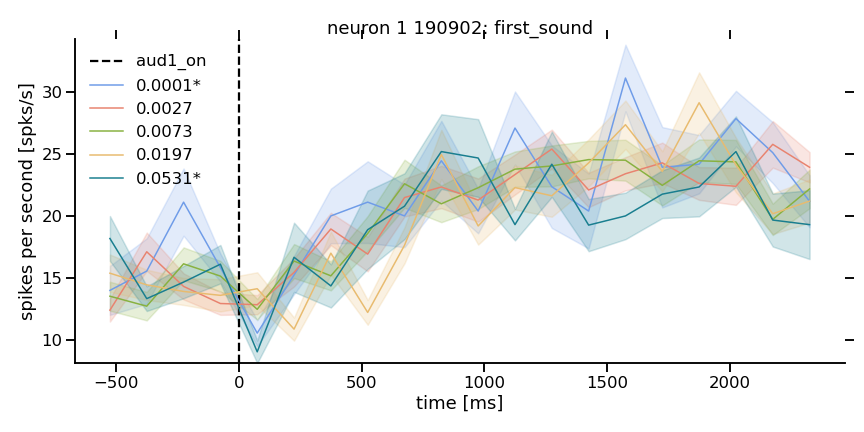 neuron 1 190902; first_sound
aud1_on
0.0001*
0.0027
0.0073
0.0197
0.0531*
spikes per second [spks/s]
30
25
20
15
10
−500 0 500 1000 1500 2000
time [ms]